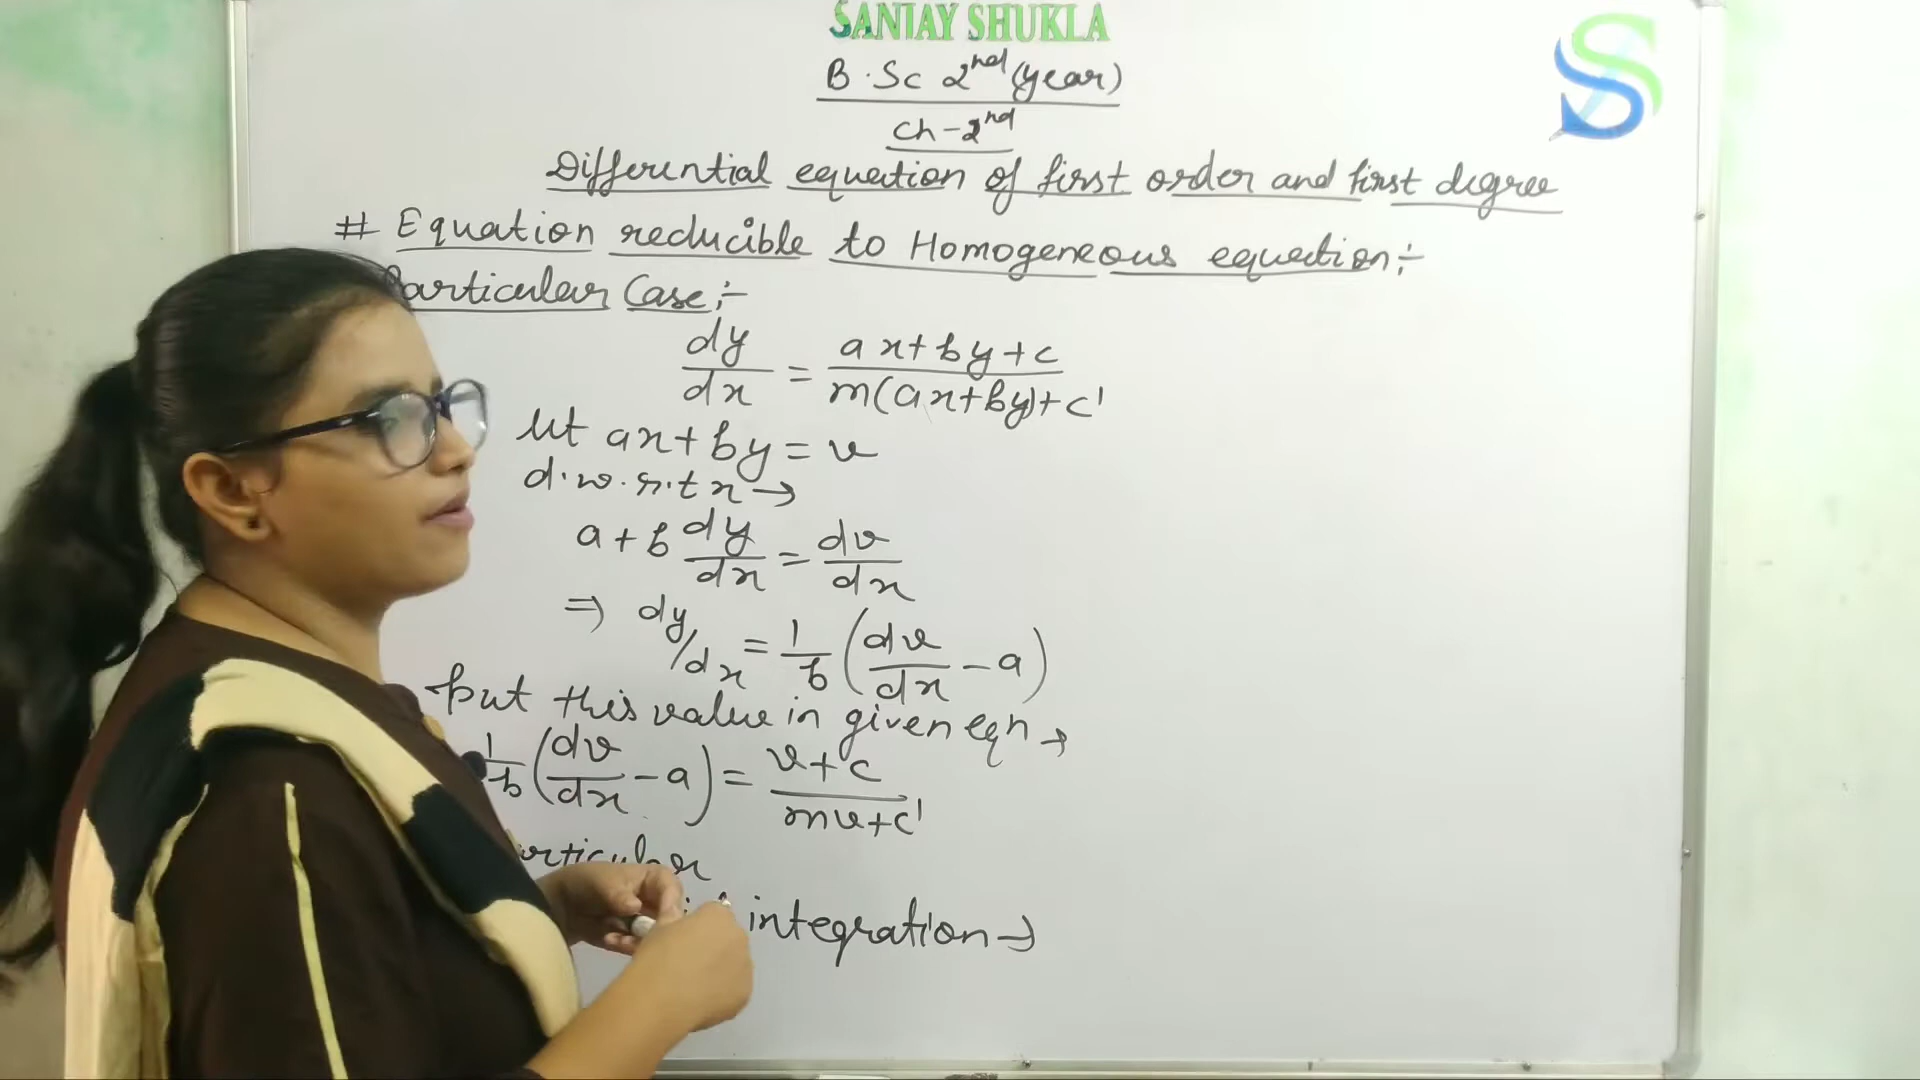 SANJAY SHUKLA
B.Sc 2nd (year)
Ch-2nd
Differential equation of first order and first degree
# Equation reducible to Homogeneous equation:-
Particular Case:-
dy/dx = (ax+by+c)/(m(ax+by)+c')
let ax+by=v
d.w.r.t x→
a+b dy/dx = dv/dx
⇒ dy/dx = 1/b (dv/dx - a)
put this value in given eqn→
1/b (dv/dx - a) = (v+c)/(mv+c')
integration→